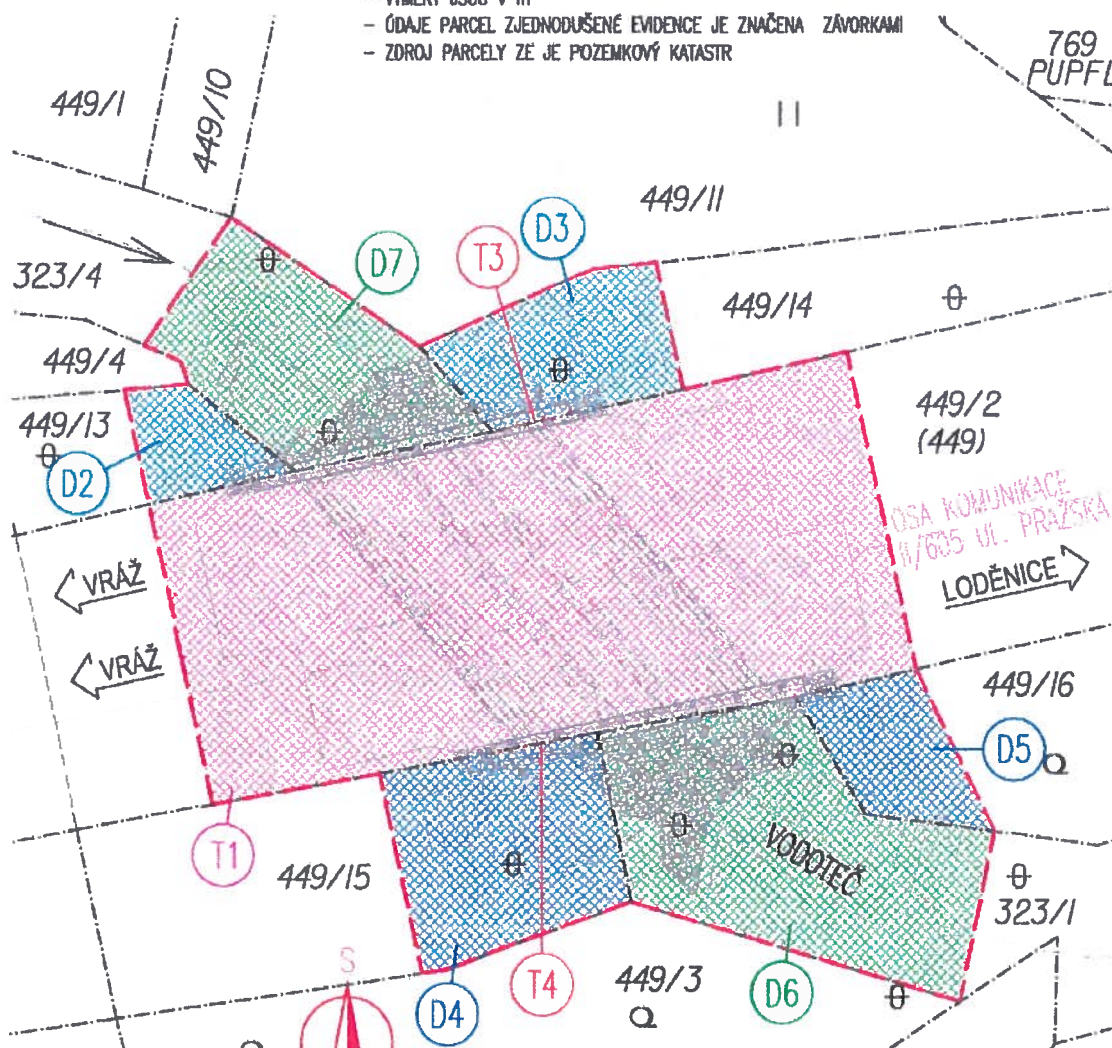 - ÚDAJE PARCEL ZJEDNODUŠENÉ EVIDENCE JE ZNAČENA ZÁVORKAMI
- ZDROJ PARCELY ZE JE POZEMKOVÝ KATASTR
769
PUPFL
449/1
449/10
449/11
D3
T3
D7
323/4
449/14
449/4
449/13
449/2
(449)
D2
OSA KOMUNIKACE
II/605 UL. PRAŽSKÁ
VRÁŽ
LODĚNICE
VRÁŽ
449/16
D5
T1
449/15
VODOTEČ
323/1
S
449/3
T4
D4
D6